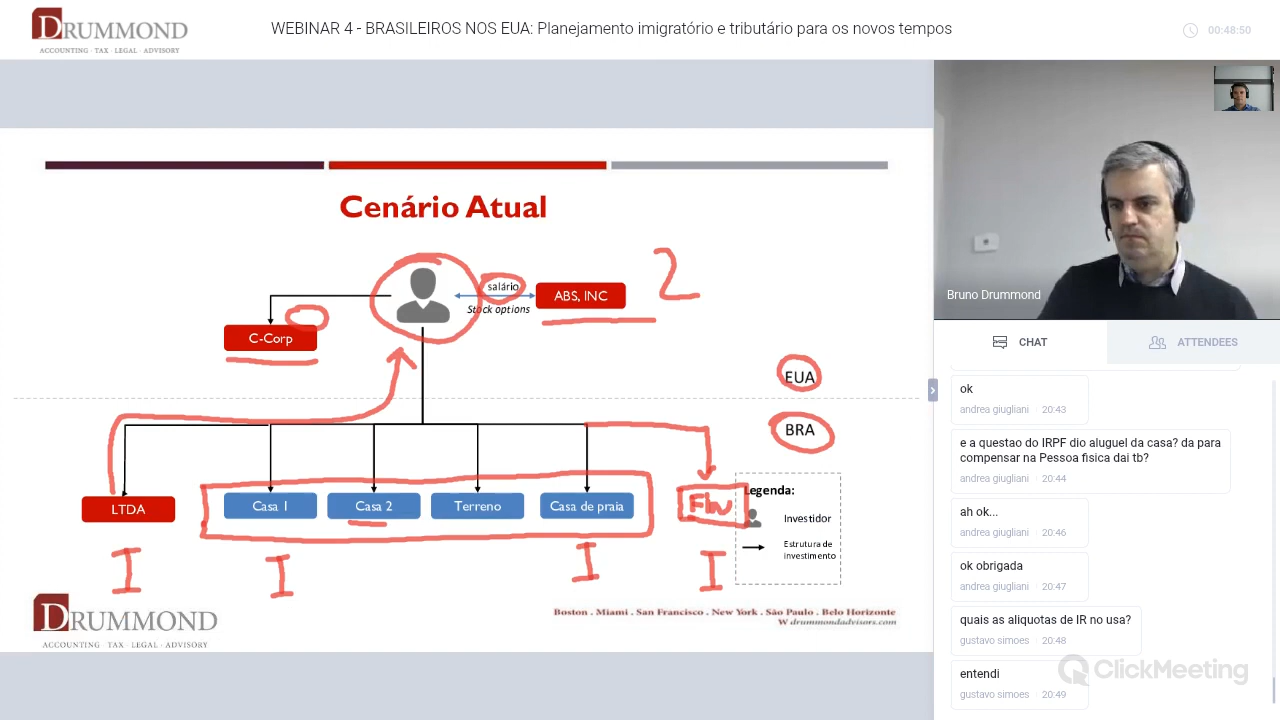 DRUMMOND
ACCOUNTING · TAX · LEGAL · ADVISORY
WEBINAR 4 - BRASILEIROS NOS EUA: Planejamento imigratório e tributário para os novos tempos
00:48:50
Cenário Atual
salário
Stock options
ABS, INC
2
C-Corp
EUA
BRA
LTDA
Casa 1
Casa 2
Terreno
Casa de praia
Legenda:
Investidor
Estrutura de
investimento
I
I
I
I
DRUMMOND
ACCOUNTING · TAX · LEGAL · ADVISORY
Boston . Miami . San Francisco . New York . São Paulo . Belo Horizonte
W drummondadvisors.com
Bruno Drummond
CHAT
ATTENDEES
ok
andrea giugliani · 20:43
e a questao do IRPF dio aluguel da casa? da para
compensar na Pessoa fisica dai tb?
andrea giugliani · 20:44
ah ok...
andrea giugliani · 20:46
ok obrigada
andrea giugliani · 20:47
quais as aliquotas de IR no usa?
gustavo simoes · 20:48
entendi
gustavo simoes · 20:49
ClickMeeting